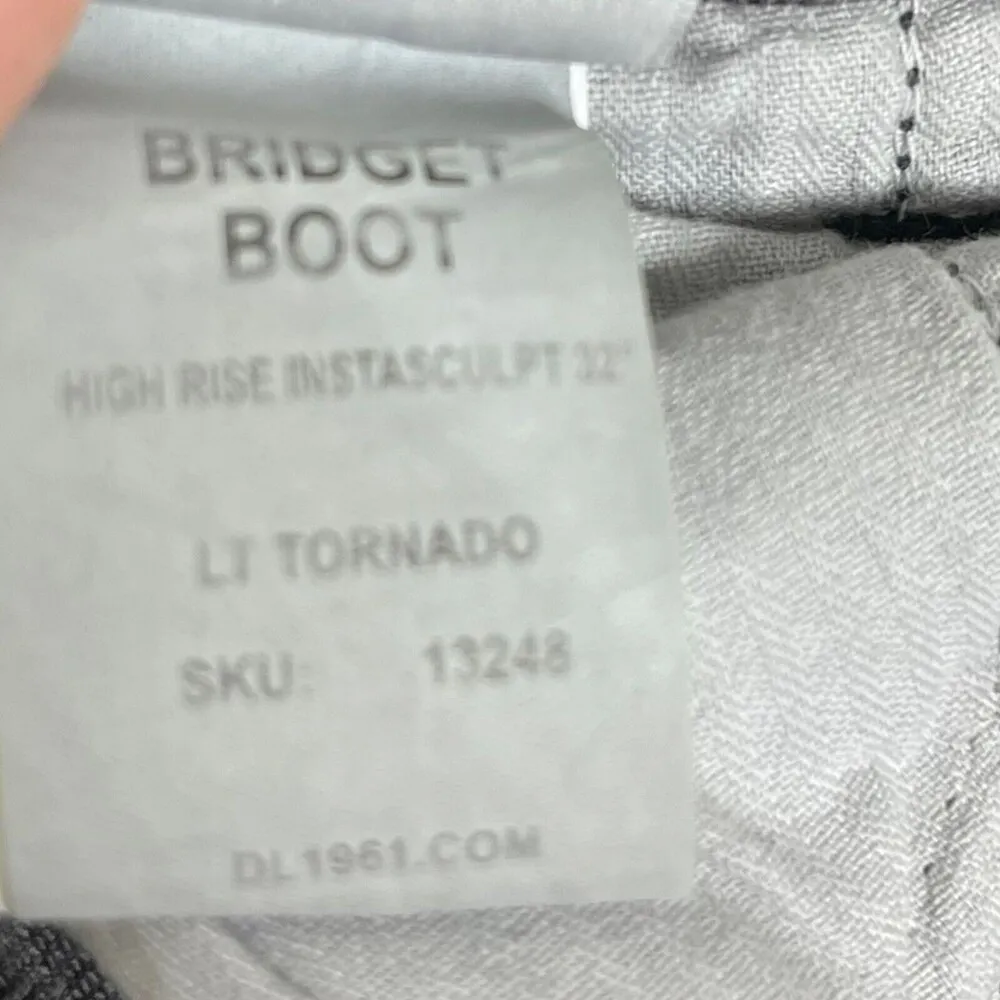 BRIDGET
BOOT
HIGH RISE INSTASCULPT 32"
LT TORNADO
SKU: 13248
DL1961.COM